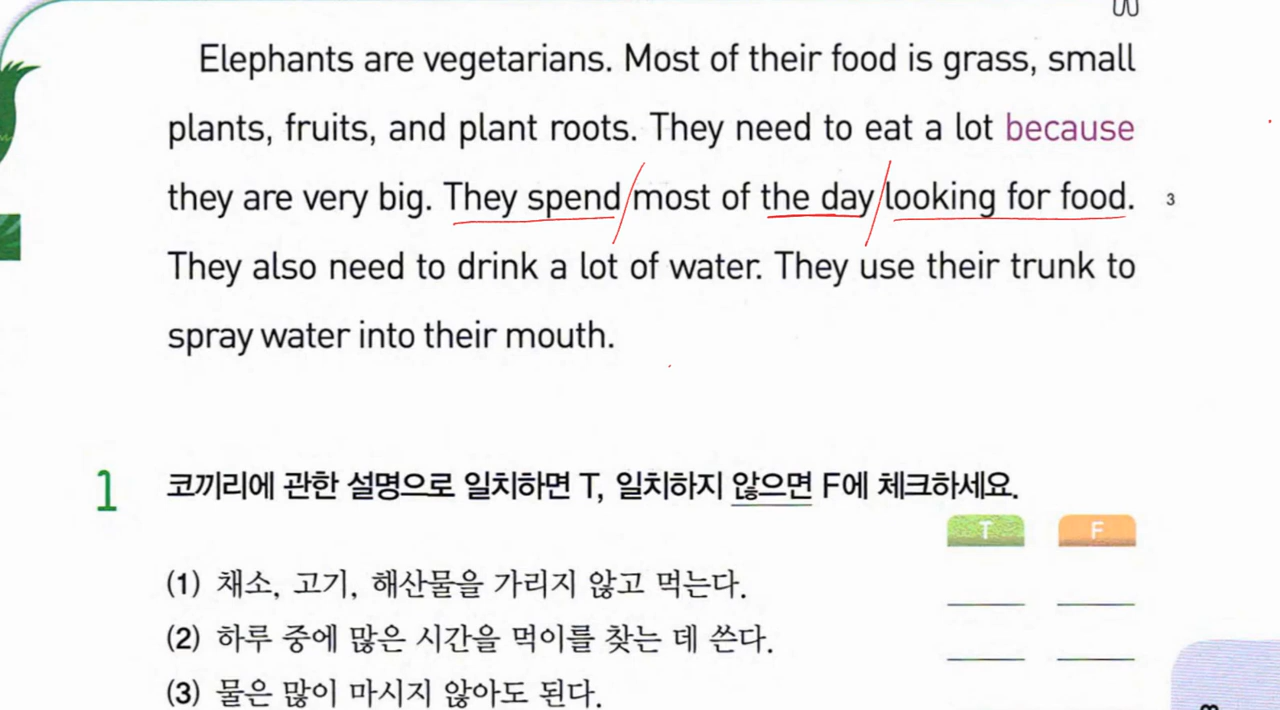 Elephants are vegetarians. Most of their food is grass, small
plants, fruits, and plant roots. They need to eat a lot because
they are very big. They spend most of the day looking for food.
3
They also need to drink a lot of water. They use their trunk to
spray water into their mouth.
1 코끼리에 관한 설명으로 일치하면 T, 일치하지 않으면 F에 체크하세요.
T F
(1) 채소, 고기, 해산물을 가리지 않고 먹는다.
(2) 하루 중에 많은 시간을 먹이를 찾는 데 쓴다.
(3) 물은 많이 마시지 않아도 된다.